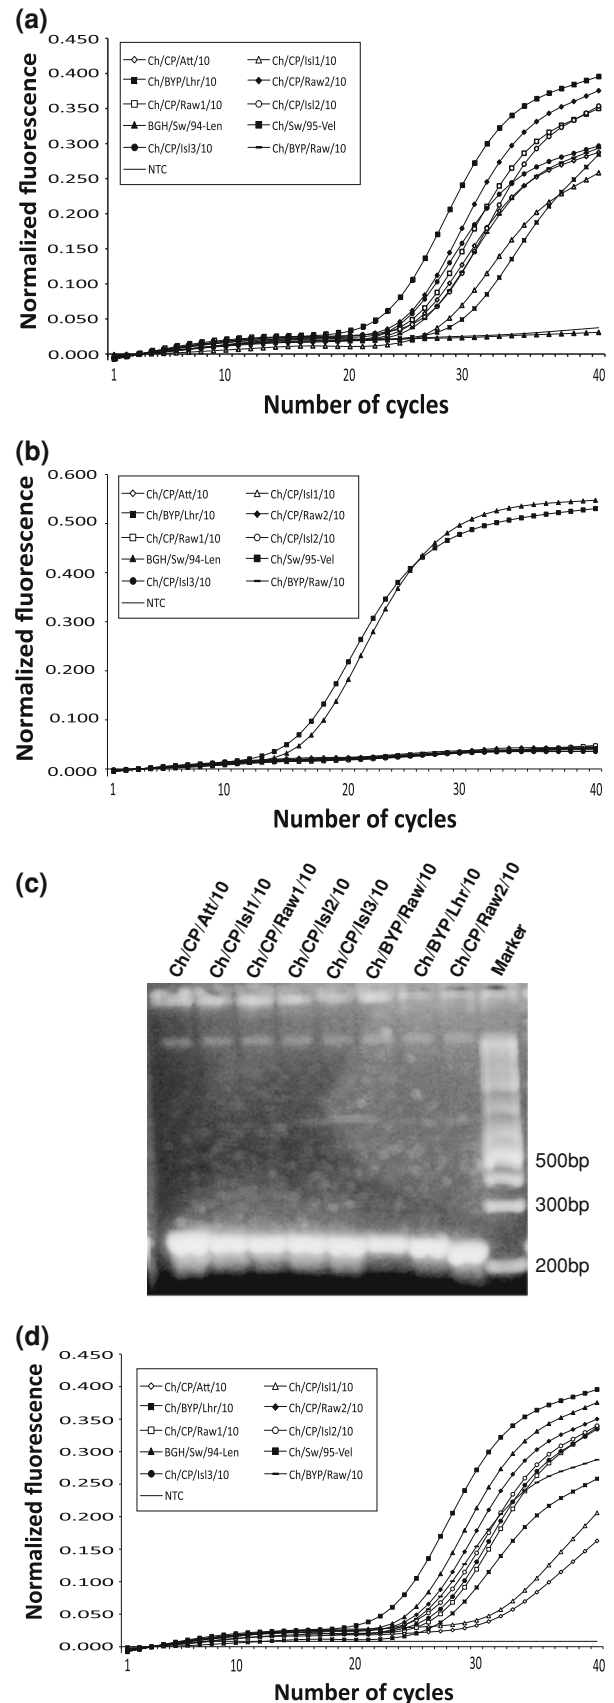 (a)
0.450
0.400
0.350
0.300
0.250
0.200
0.150
0.100
0.050
0.000
Normalized fluorescence
Ch/CP/Att/10
Ch/CP/Isl1/10
Ch/BYP/Lhr/10
Ch/CP/Raw2/10
Ch/CP/Raw1/10
Ch/CP/Isl2/10
BGH/Sw/94-Len
Ch/Sw/95-Vel
Ch/CP/Isl3/10
Ch/BYP/Raw/10
NTC
1 10 20 30 40
Number of cycles
(b)
0.600
0.500
0.400
0.300
0.200
0.100
0.000
Normalized fluorescence
Ch/CP/Att/10
Ch/CP/Isl1/10
Ch/BYP/Lhr/10
Ch/CP/Raw2/10
Ch/CP/Raw1/10
Ch/CP/Isl2/10
BGH/Sw/94-Len
Ch/Sw/95-Vel
Ch/CP/Isl3/10
Ch/BYP/Raw/10
NTC
1 10 20 30 40
Number of cycles
(c)
Ch/CP/Att/10
Ch/CP/Isl1/10
Ch/CP/Raw1/10
Ch/CP/Isl2/10
Ch/CP/Isl3/10
Ch/BYP/Raw/10
Ch/BYP/Lhr/10
Ch/CP/Raw2/10
Marker
500bp
300bp
200bp
(d)
0.450
0.400
0.350
0.300
0.250
0.200
0.150
0.100
0.050
0.000
Normalized fluorescence
Ch/CP/Att/10
Ch/CP/Isl1/10
Ch/BYP/Lhr/10
Ch/CP/Raw2/10
Ch/CP/Raw1/10
Ch/CP/Isl2/10
BGH/Sw/94-Len
Ch/Sw/95-Vel
Ch/CP/Isl3/10
Ch/BYP/Raw/10
NTC
1 10 20 30 40
Number of cycles